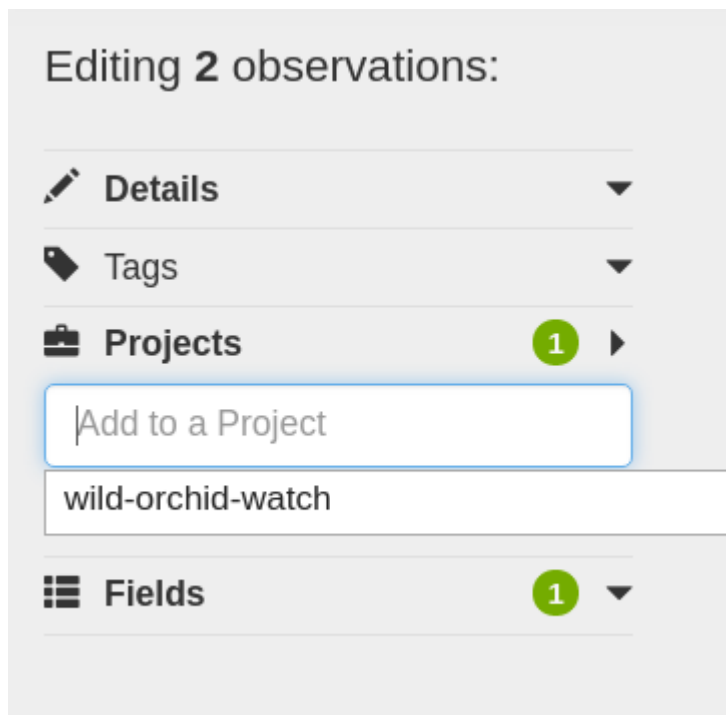 Editing 2 observations:
Details
Tags
Projects 1
Add to a Project
wild-orchid-watch
Fields 1